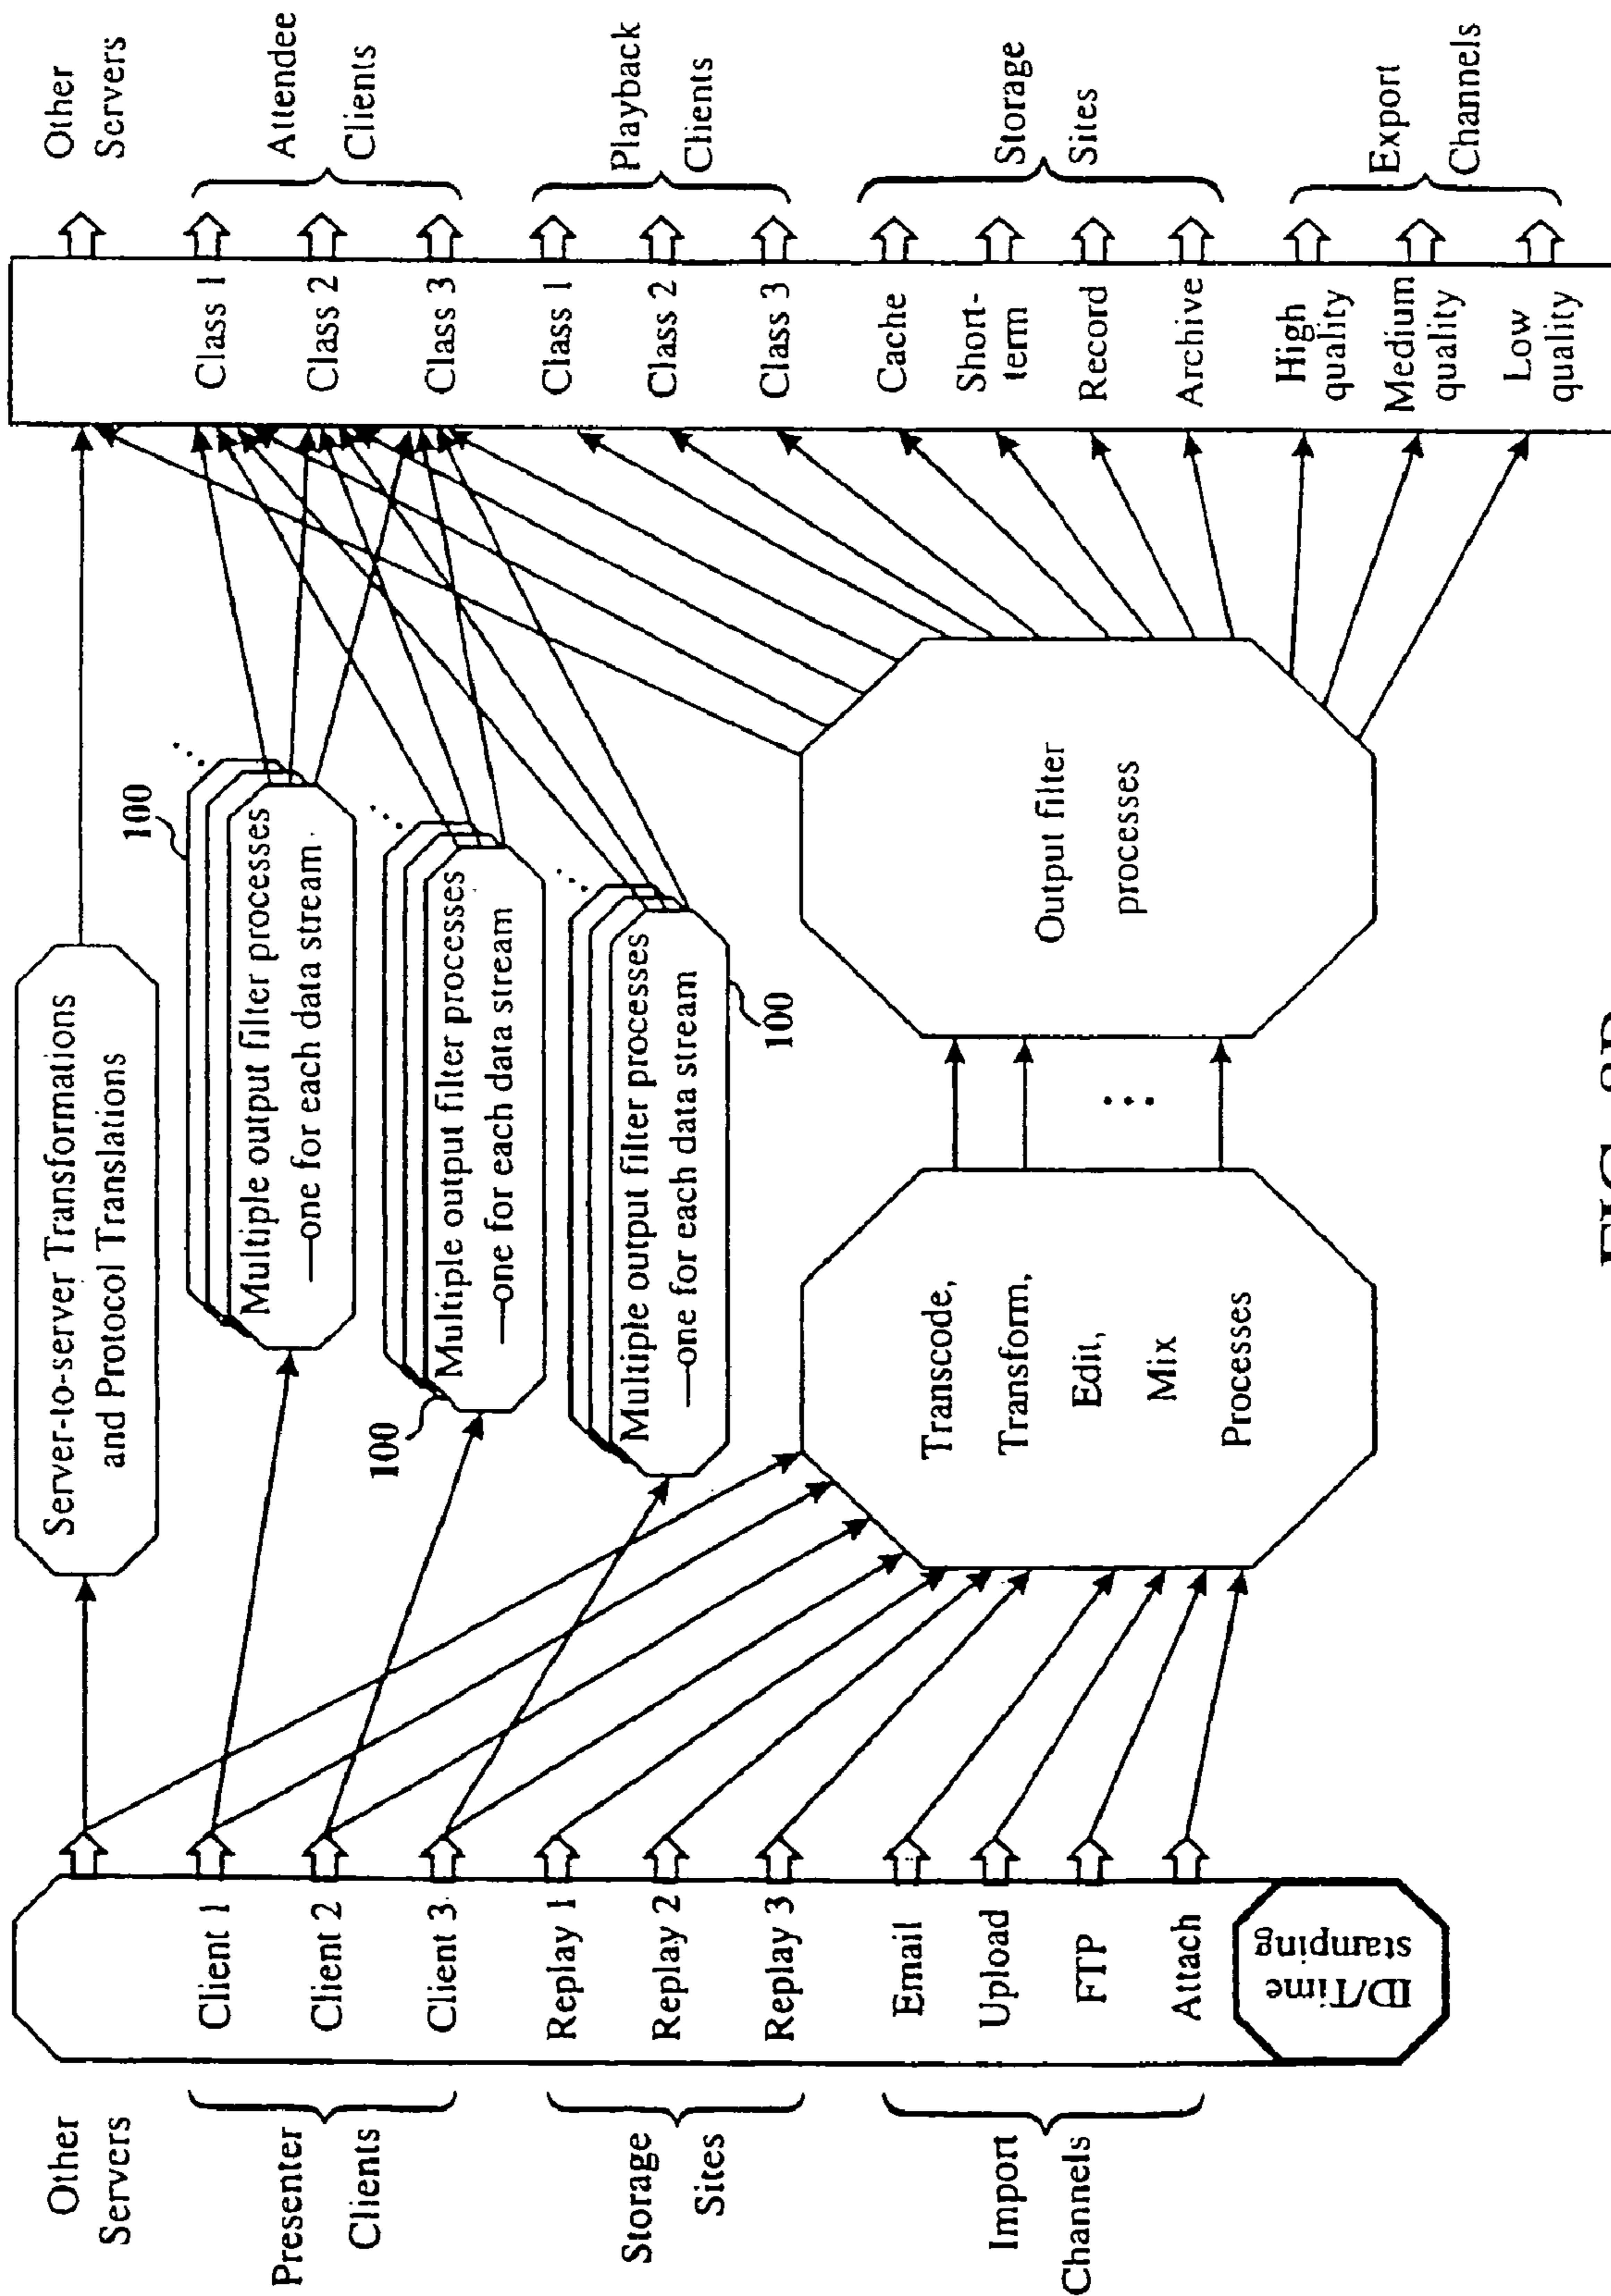 Other
Servers
Presenter
Clients
Storage
Sites
Import
Channels
Client 1
Client 2
Client 3
Replay 1
Replay 2
Replay 3
Email
Upload
FTP
Attach
ID/Time
stamping
Server-to-server Transformations
and Protocol Translations
100
Multiple output filter processes
—one for each data stream
100
Multiple output filter processes
—one for each data stream
Multiple output filter processes
—one for each data stream
100
Transcode,
Transform,
Edit,
Mix
Processes
Output filter
processes
Class 1
Class 2
Class 3
Class 1
Class 2
Class 3
Cache
Short-
term
Record
Archive
High
quality
Medium
quality
Low
quality
Other
Servers
Attendee
Clients
Playback
Clients
Storage
Sites
Export
Channels